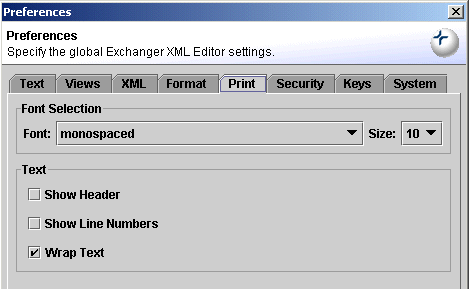 Preferences
Preferences
Specify the global Exchanger XML Editor settings.
Text Views XML Format Print Security Keys System
Font Selection
Font: monospaced Size: 10
Text
Show Header
Show Line Numbers
Wrap Text